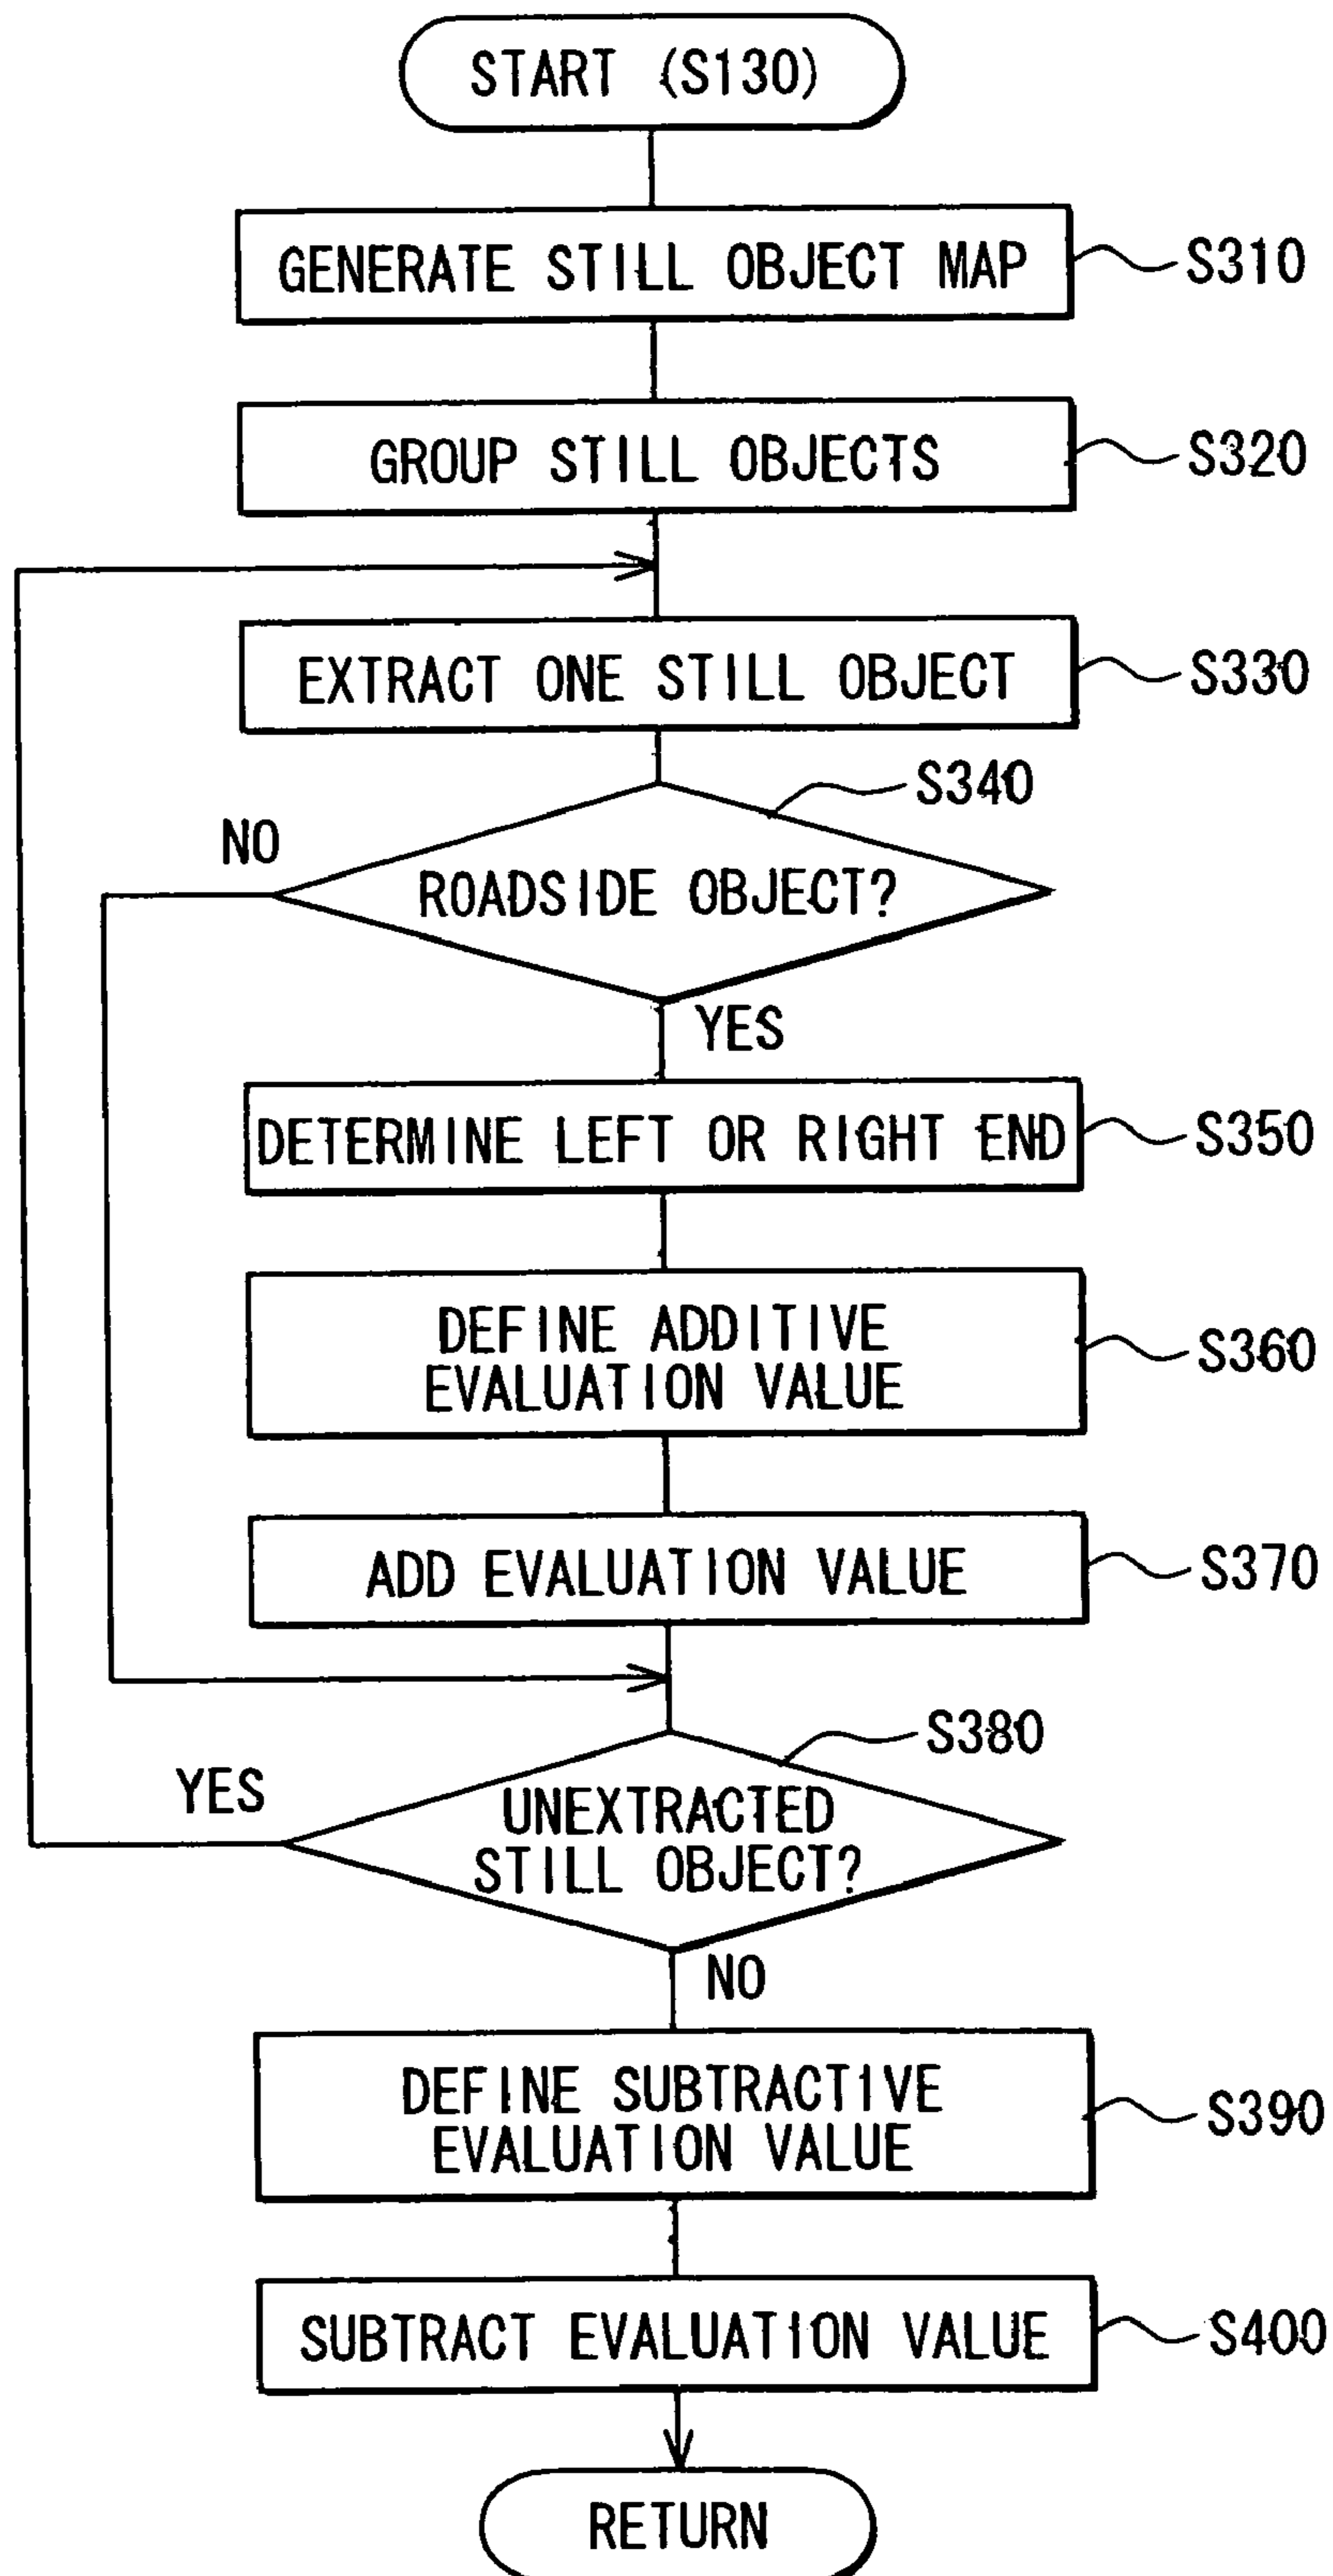 START (S130)
GENERATE STILL OBJECT MAP
S310
GROUP STILL OBJECTS
S320
EXTRACT ONE STILL OBJECT
S330
S340
NO
ROADSIDE OBJECT?
YES
DETERMINE LEFT OR RIGHT END
S350
DEFINE ADDITIVE
EVALUATION VALUE
S360
ADD EVALUATION VALUE
S370
S380
YES
UNEXTRACTED
STILL OBJECT?
NO
DEFINE SUBTRACTIVE
EVALUATION VALUE
S390
SUBTRACT EVALUATION VALUE
S400
RETURN